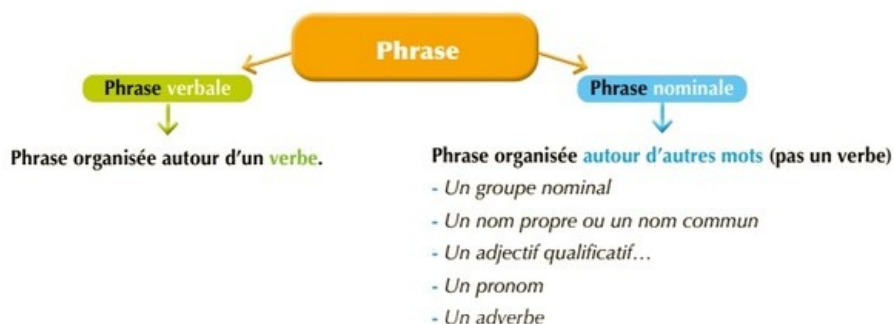 Phrase
Phrase verbale
Phrase organisée autour d'un verbe.
Phrase nominale
Phrase organisée autour d'autres mots (pas un verbe)
- Un groupe nominal
- Un nom propre ou un nom commun
- Un adjectif qualificatif...
- Un pronom
- Un adverbe